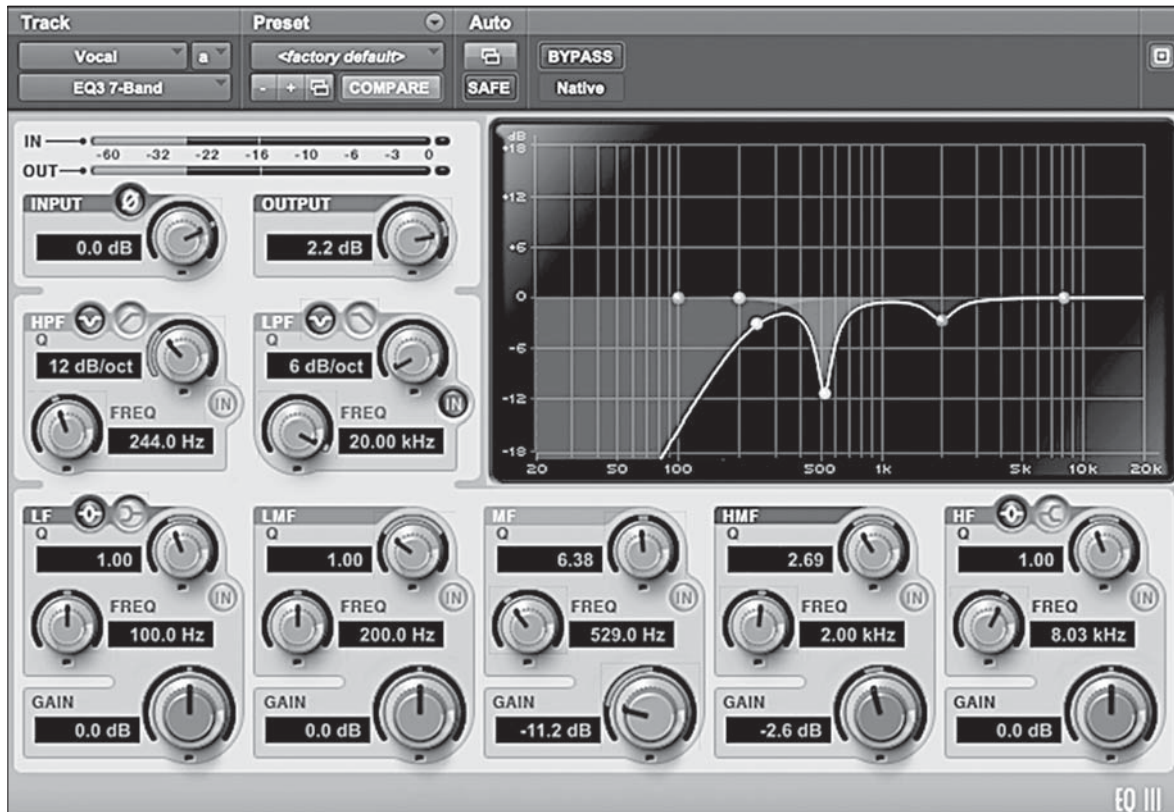 Track Preset Auto
Vocal a <factory default> BYPASS
EQ3 7-Band - + COMPARE SAFE Native
IN
-60 -32 -22 -16 -10 -6 -3 0
OUT
INPUT Ø OUTPUT
0.0 dB 2.2 dB
HPF LPF
Q Q
12 dB/oct 6 dB/oct
IN IN
FREQ FREQ
244.0 Hz 20.00 kHz
dB
+18
+12
+6
0
-6
-12
-18
20 50 100 500 1k 5k 10k 20k
LF LMF MF HMF HF
Q Q Q Q Q
1.00 1.00 6.38 2.69 1.00
IN IN IN IN IN
FREQ FREQ FREQ FREQ FREQ
100.0 Hz 200.0 Hz 529.0 Hz 2.00 kHz 8.03 kHz
GAIN GAIN GAIN GAIN GAIN
0.0 dB 0.0 dB -11.2 dB -2.6 dB 0.0 dB
EQ III